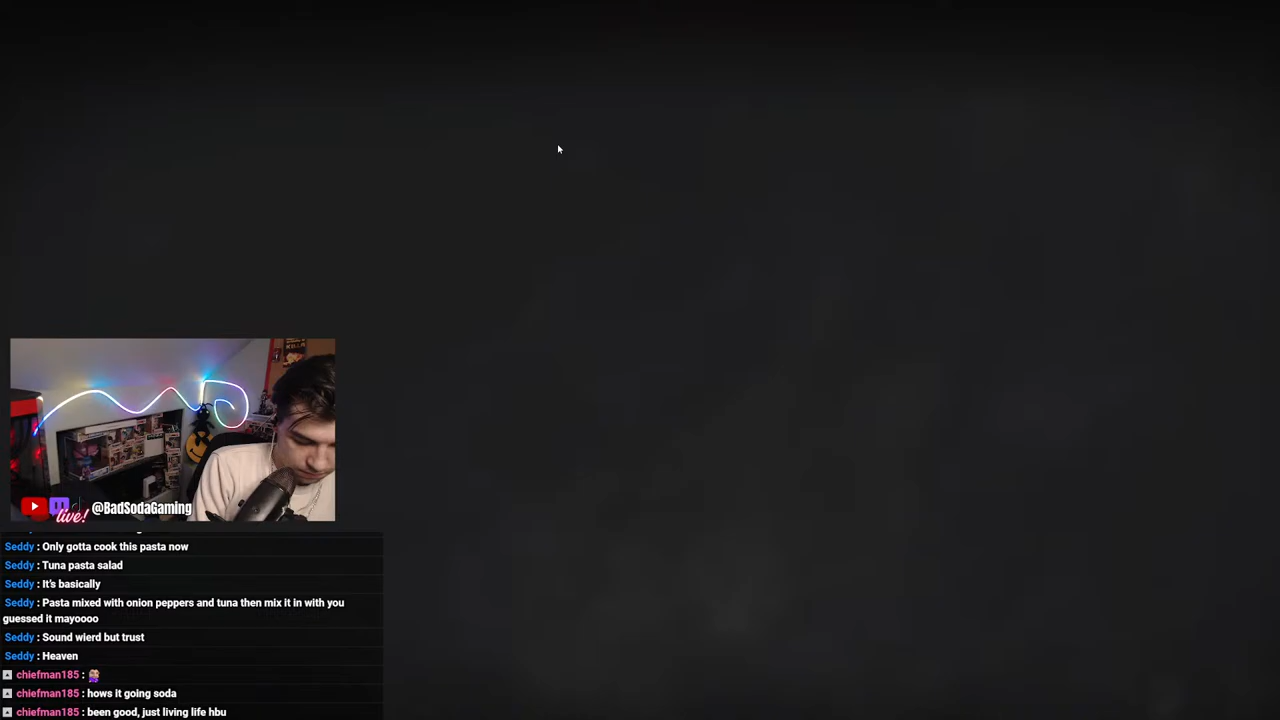 live!
@BadSodaGaming
Seddy : Only gotta cook this pasta now
Seddy : Tuna pasta salad
Seddy : It's basically
Seddy : Pasta mixed with onion peppers and tuna then mix it in with you
guessed it mayoooo
Seddy : Sound wierd but trust
Seddy : Heaven
chiefman185 :
chiefman185 : hows it going soda
chiefman185 : been good, just living life hbu